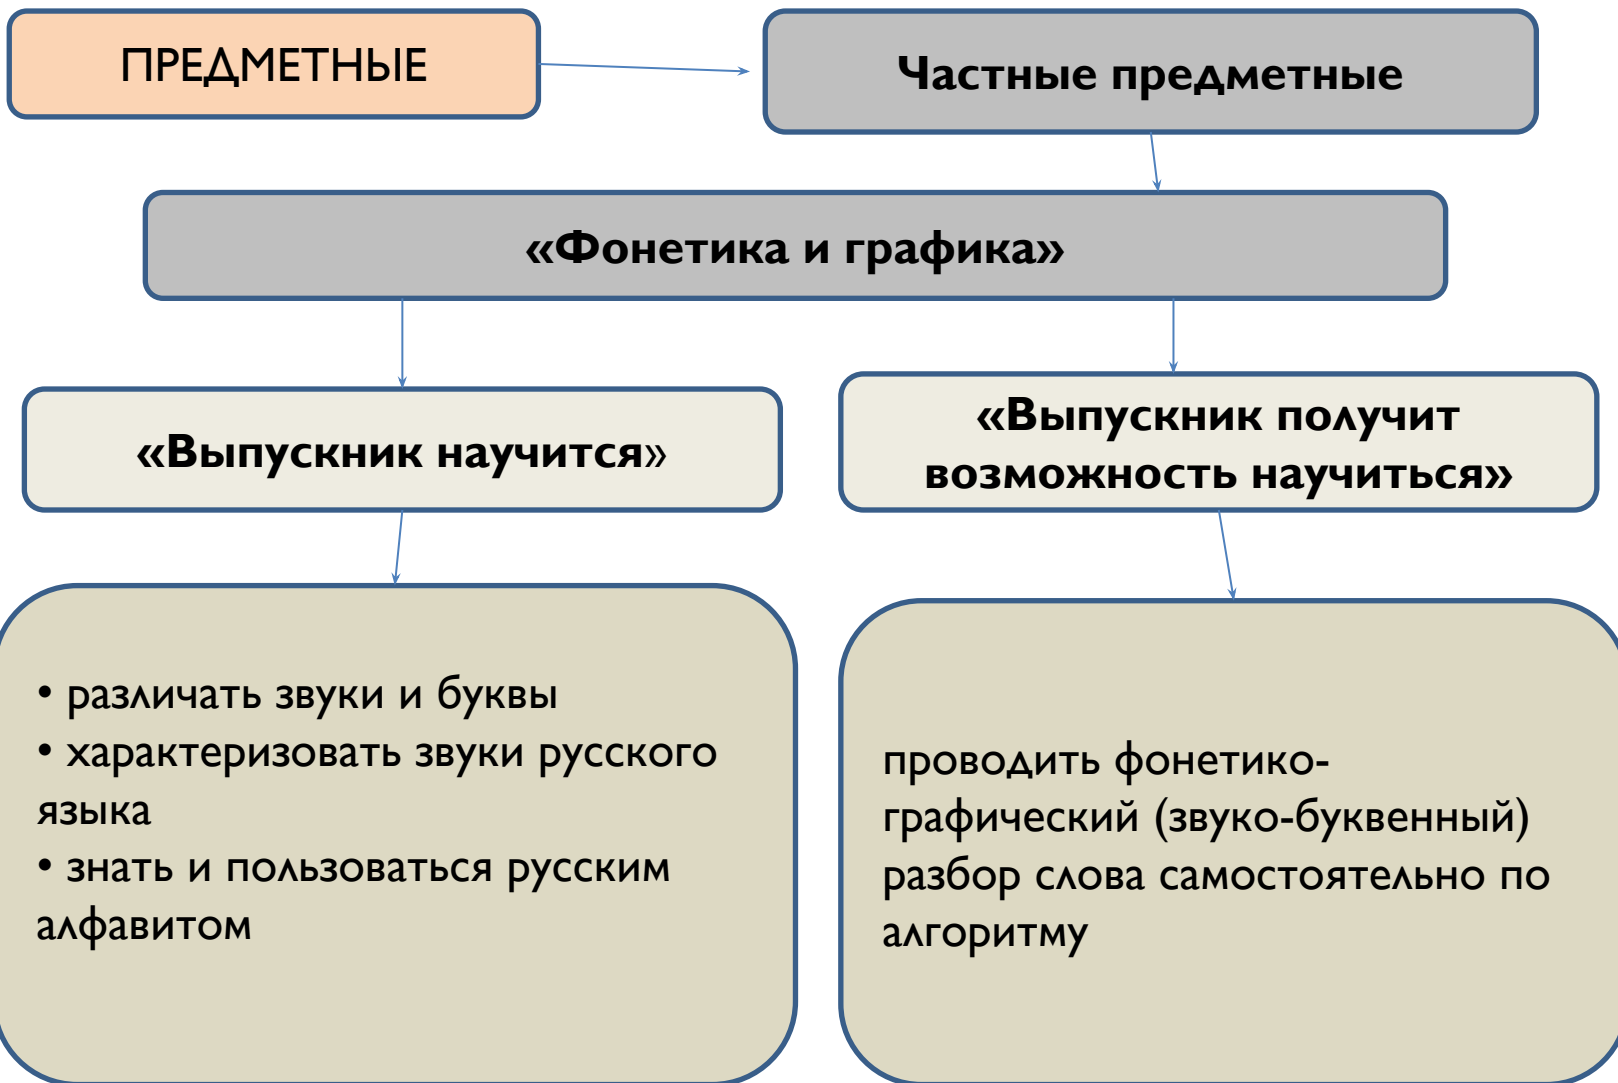 ПРЕДМЕТНЫЕ
Частные предметные
«Фонетика и графика»
«Выпускник научится»
«Выпускник получит
возможность научиться»
• различать звуки и буквы
• характеризовать звуки русского
языка
• знать и пользоваться русским
алфавитом
проводить фонетико-
графический (звуко-буквенный)
разбор слова самостоятельно по
алгоритму